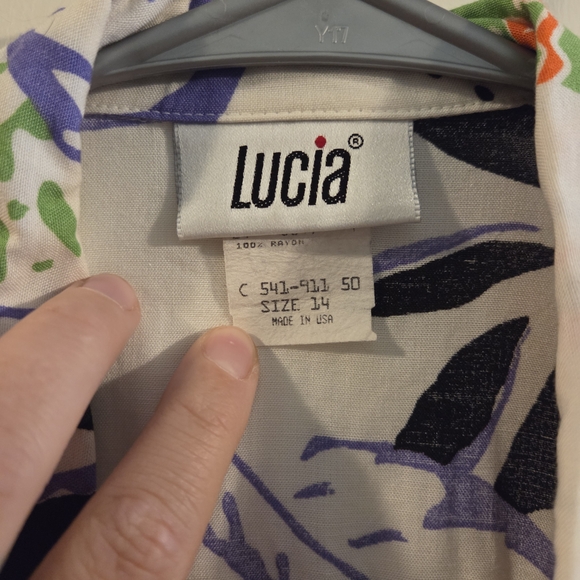 Lucia®
100% RAYON
C 541-911 50
SIZE 14
MADE IN USA